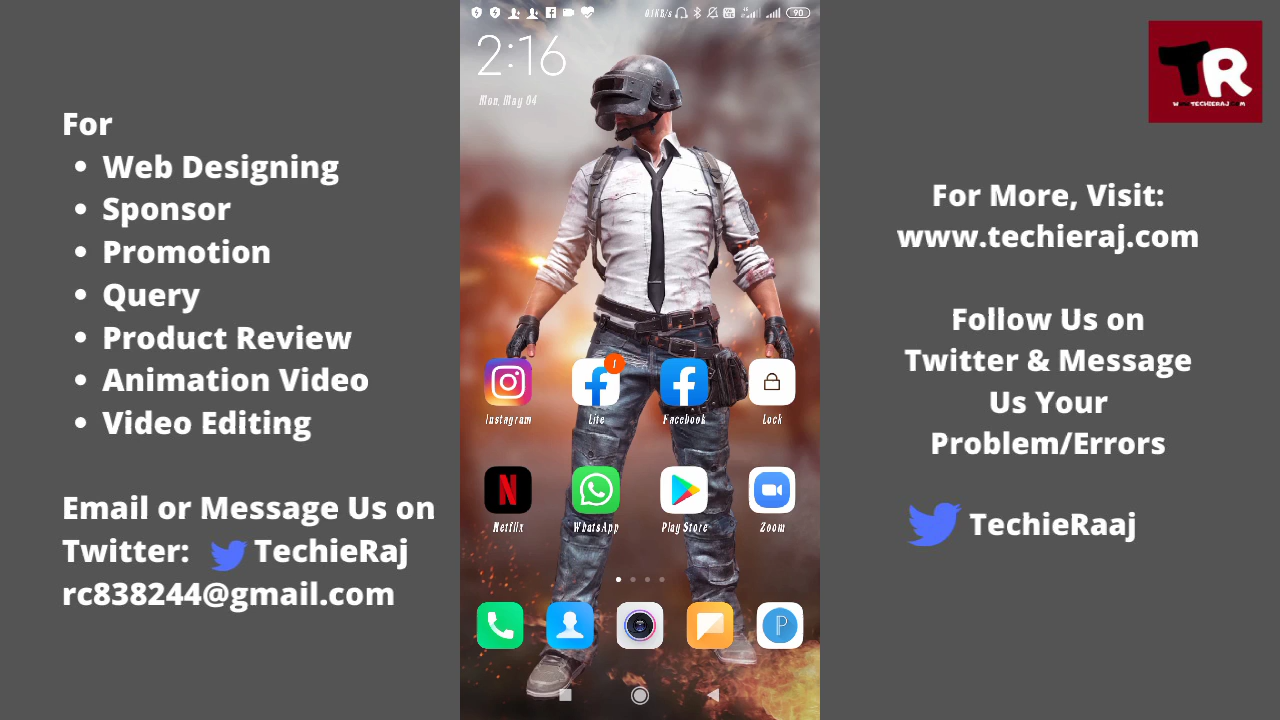 For
• Web Designing
• Sponsor
• Promotion
• Query
• Product Review
• Animation Video
• Video Editing
Email or Message Us on
Twitter: TechieRaj
rc838244@gmail.com
2:16
Mon, May 04
90
Instagram
1
Lite
Facebook
Lock
Netflix
WhatsApp
Play Store
Zoom
TR
For More, Visit:
www.techieraj.com
Follow Us on
Twitter & Message
Us Your
Problem/Errors
TechieRaaj